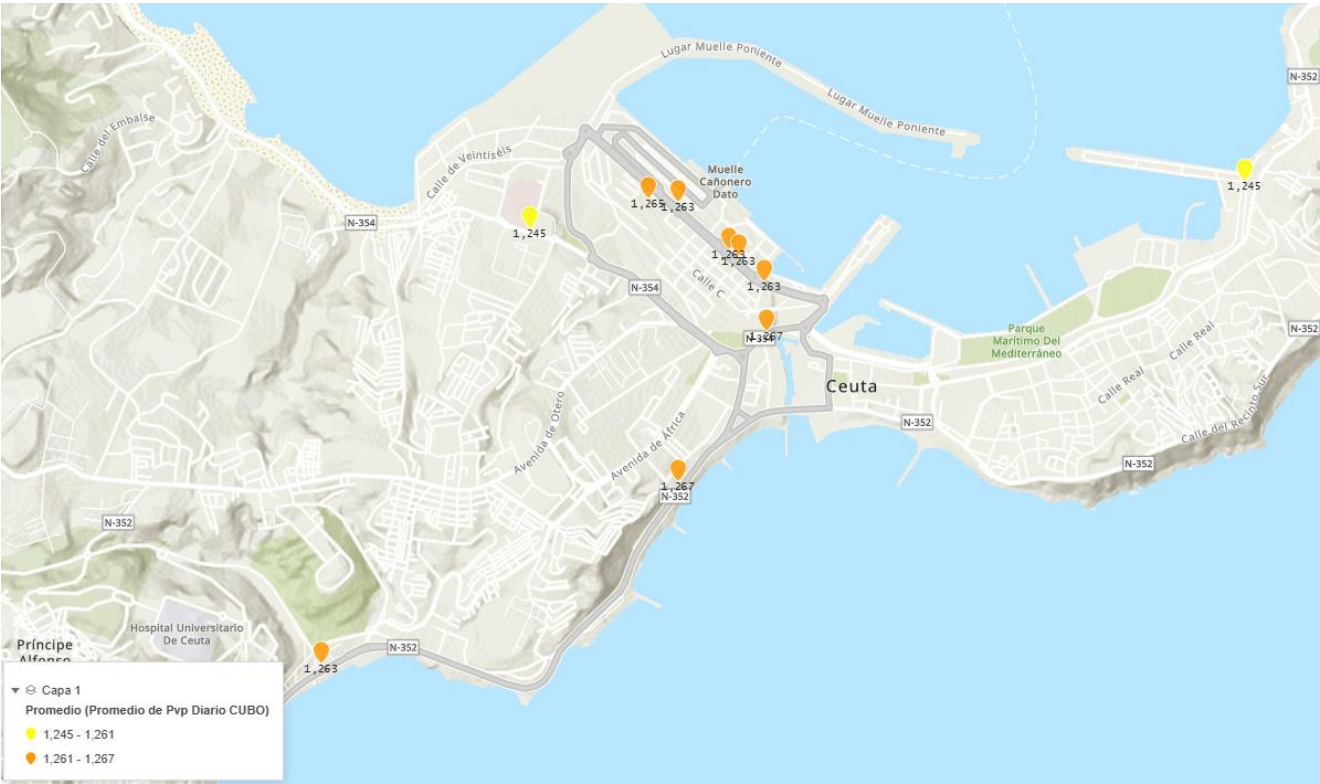 Lugar Muelle Poniente
N-352
Lugar Muelle Poniente
Calle del Embalse
Calle de Veintiséis
Muelle
Cañonero
Dato
1,245
1,265
1,263
N-354
1,245
1,263
1,263
Calle C
N-354
1,263
Parque
Marítimo Del
Mediterráneo
N-352
Calle Real
1,267
N-354
Ceuta
Calle Real
Calle del Recinto Sur
Avenida de Otero
Avenida de África
N-352
N-352
1,267
N-352
N-352
Hospital Universitario
De Ceuta
Príncipe
Alfonso
N-352
1,263
Capa 1
Promedio (Promedio de Pvp Diario CUBO)
1,245 - 1,261
1,261 - 1,267